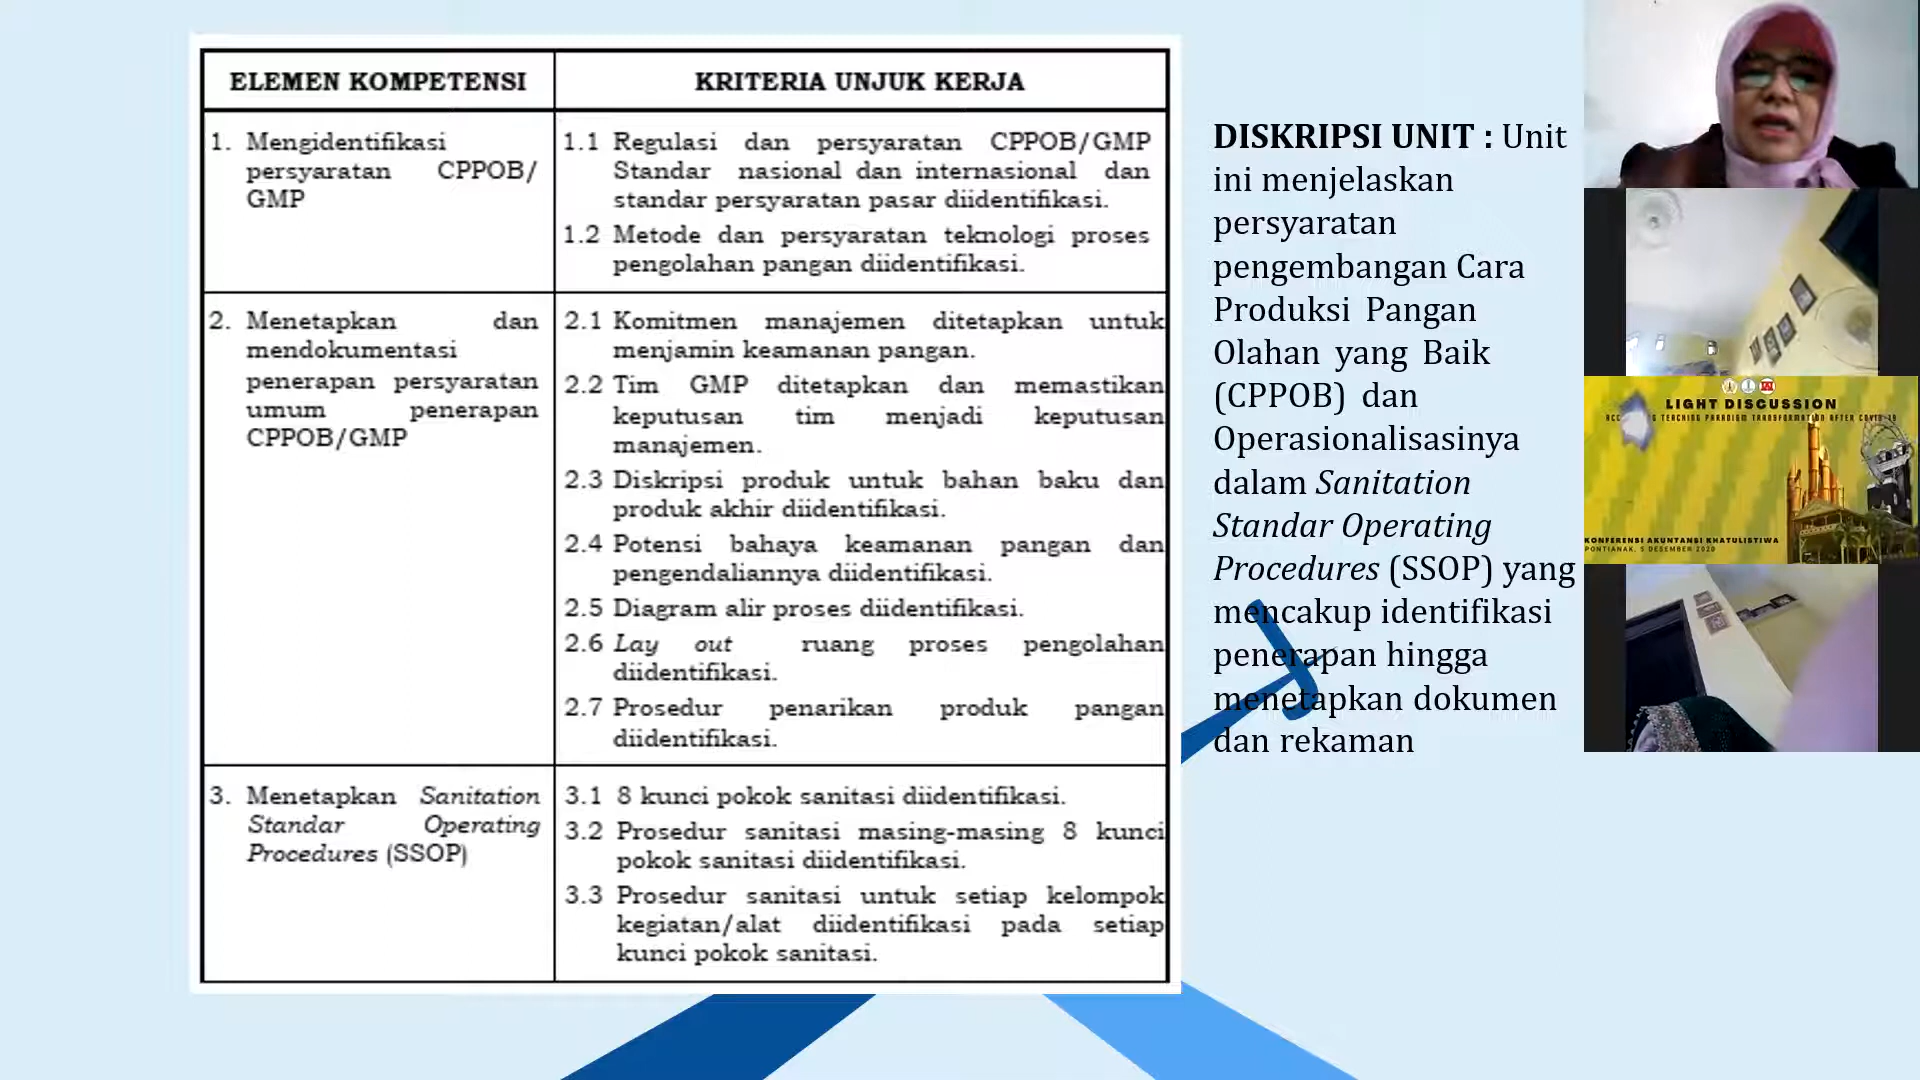 ELEMEN KOMPETENSI
KRITERIA UNJUK KERJA
1. Mengidentifikasi
persyaratan CPPOB/
GMP
1.1 Regulasi dan persyaratan CPPOB/GMP
Standar nasional dan internasional dan
standar persyaratan pasar diidentifikasi.
1.2 Metode dan persyaratan teknologi proses
pengolahan pangan diidentifikasi.
2. Menetapkan dan
mendokumentasi
penerapan persyaratan
umum penerapan
CPPOB/GMP
2.1 Komitmen manajemen ditetapkan untuk
menjamin keamanan pangan.
2.2 Tim GMP ditetapkan dan memastikan
keputusan tim menjadi keputusan
manajemen.
2.3 Diskripsi produk untuk bahan baku dan
produk akhir diidentifikasi.
2.4 Potensi bahaya keamanan pangan dan
pengendaliannya diidentifikasi.
2.5 Diagram alir proses diidentifikasi.
2.6 Lay out ruang proses pengolahan
diidentifikasi.
2.7 Prosedur penarikan produk pangan
diidentifikasi.
3. Menetapkan Sanitation
Standar Operating
Procedures (SSOP)
3.1 8 kunci pokok sanitasi diidentifikasi.
3.2 Prosedur sanitasi masing-masing 8 kunci
pokok sanitasi diidentifikasi.
3.3 Prosedur sanitasi untuk setiap kelompok
kegiatan/alat diidentifikasi pada setiap
kunci pokok sanitasi.
DISKRIPSI UNIT : Unit
ini menjelaskan
persyaratan
pengembangan Cara
Produksi Pangan
Olahan yang Baik
(CPPOB) dan
Operasionalisasinya
dalam Sanitation
Standar Operating
Procedures (SSOP) yang
mencakup identifikasi
penerapan hingga
menetapkan dokumen
dan rekaman
LIGHT DISCUSSION
TEACHING PARADIGM TRANSFORMATION AFTER COVID-19
KONFERENSI AKUNTANSI KHATULISTIWA
PONTIANAK, 5 DESEMBER 2020